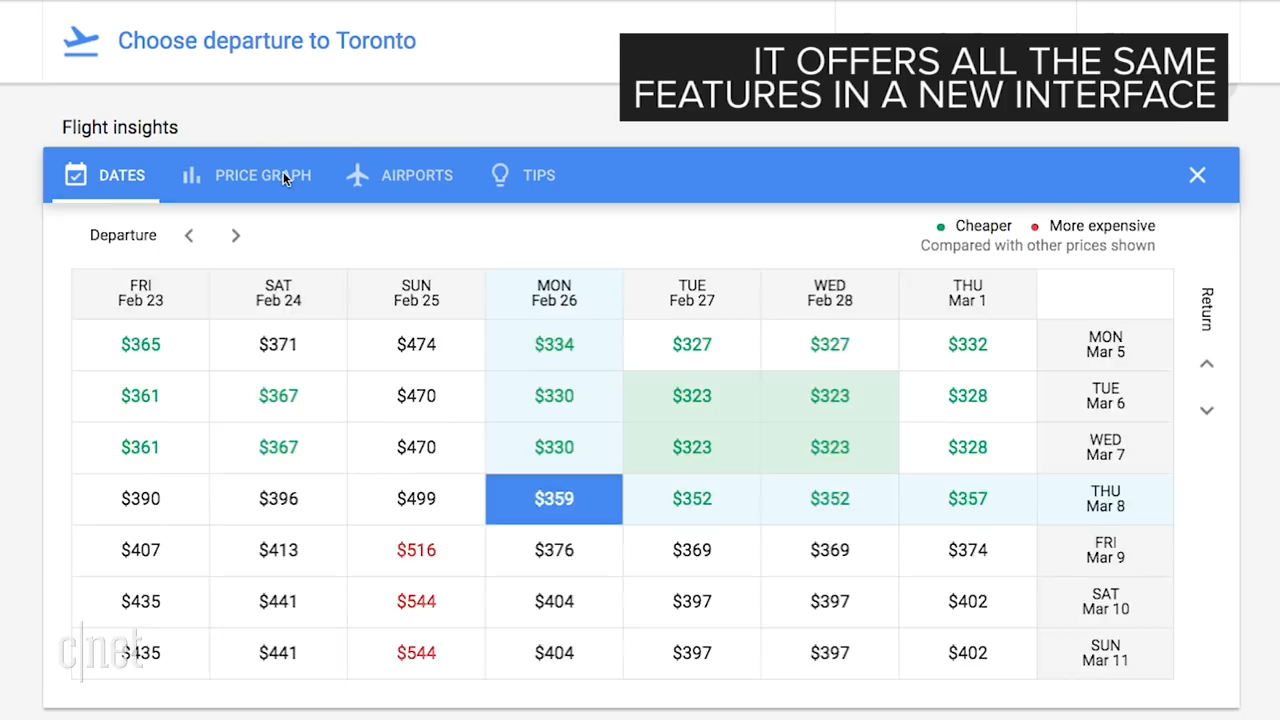 Choose departure to Toronto
IT OFFERS ALL THE SAME
FEATURES IN A NEW INTERFACE
Flight insights
DATES PRICE GRAPH AIRPORTS TIPS
Departure
Cheaper More expensive
Compared with other prices shown
FRI SAT SUN MON TUE WED THU
Feb 23 Feb 24 Feb 25 Feb 26 Feb 27 Feb 28 Mar 1
Return
$365 $371 $474 $334 $327 $327 $332 MON
Mar 5
$361 $367 $470 $330 $323 $323 $328 TUE
Mar 6
$361 $367 $470 $330 $323 $323 $328 WED
Mar 7
$390 $396 $499 $359 $352 $352 $357 THU
Mar 8
$407 $413 $516 $376 $369 $369 $374 FRI
Mar 9
$435 $441 $544 $404 $397 $397 $402 SAT
Mar 10
$435 $441 $544 $404 $397 $397 $402 SUN
Mar 11
c|net